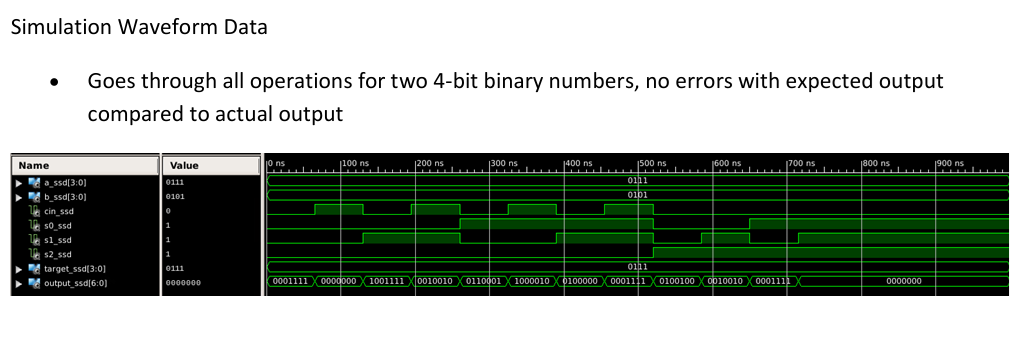 Simulation Waveform Data
• Goes through all operations for two 4-bit binary numbers, no errors with expected output
compared to actual output
Name Value 0 ns 100 ns 200 ns 300 ns 400 ns 500 ns 600 ns 700 ns 800 ns 900 ns
a_ssd[3:0] 0111 0111
b_ssd[3:0] 0101 0101
cin_ssd 0
s0_ssd 1
s1_ssd 1
s2_ssd 1
target_ssd[3:0] 0111 0111
output_ssd[6:0] 0000000 0001111 0000000 1001111 0010010 0110001 1000010 0100000 0001111 0100100 0010010 0001111 0000000